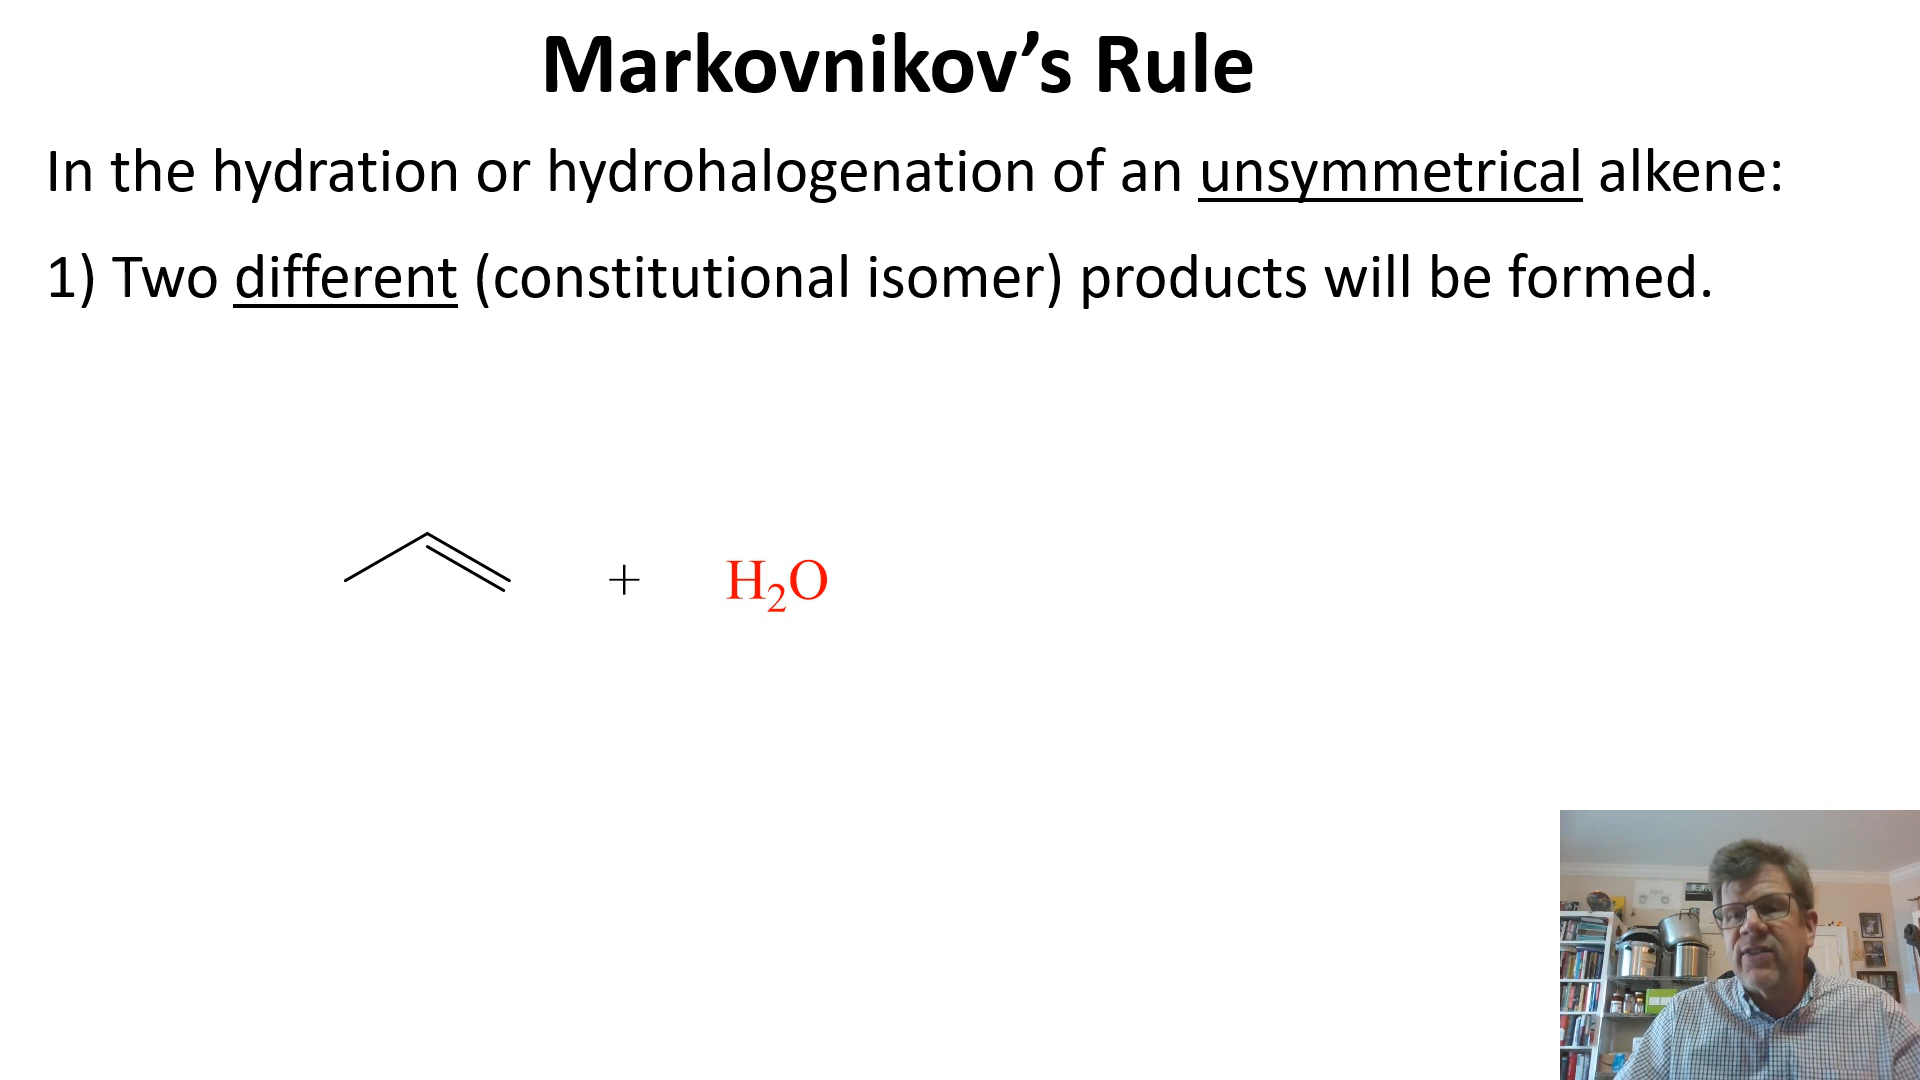 Markovnikov’s Rule
In the hydration or hydrohalogenation of an unsymmetrical alkene:
1) Two different (constitutional isomer) products will be formed.
+ H₂O